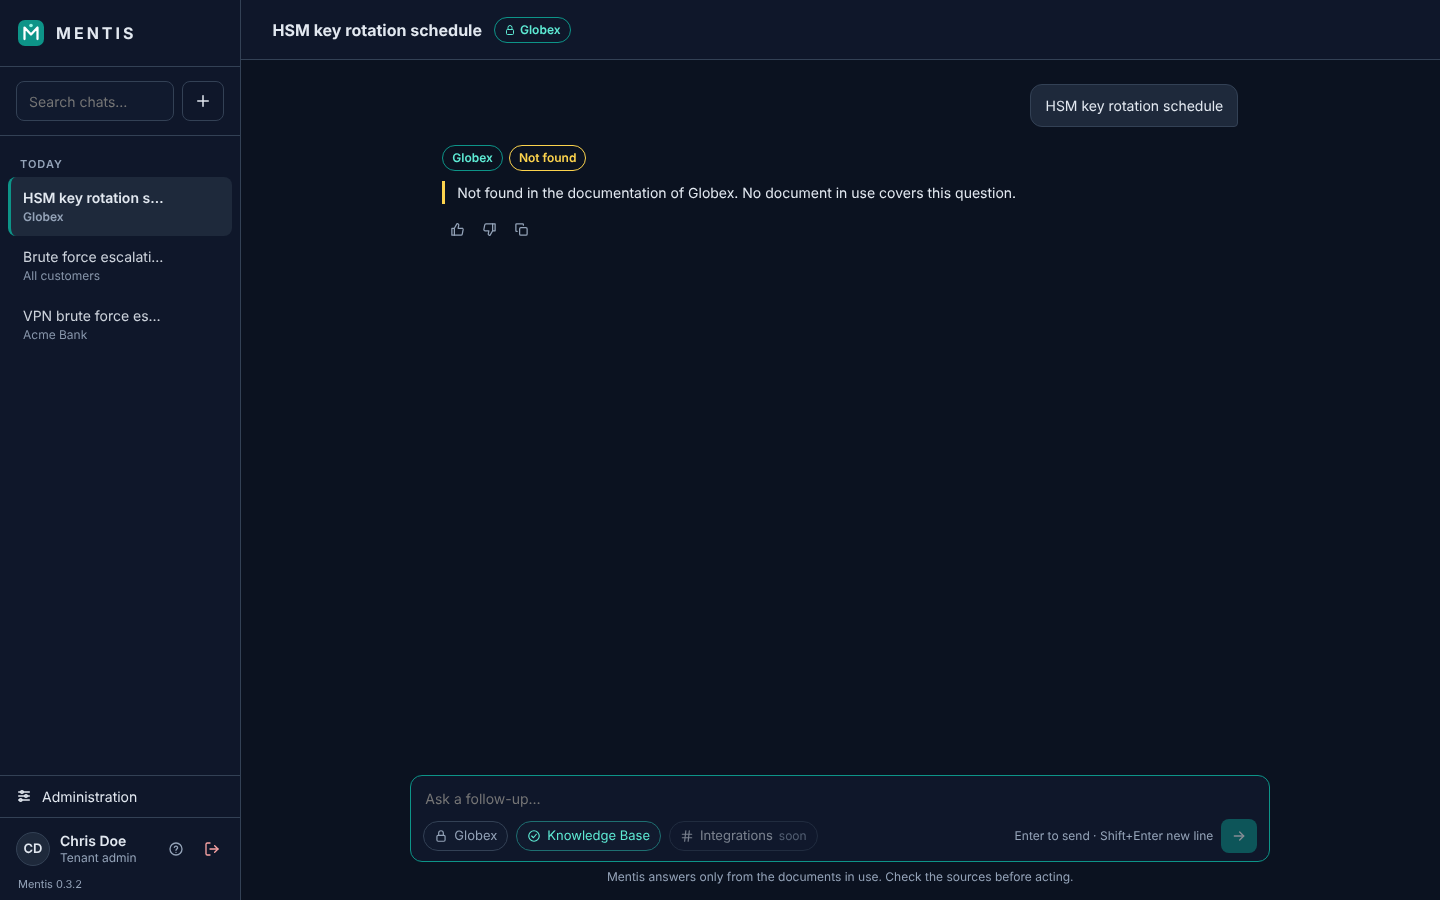 MENTIS
Search chats...
TODAY
HSM key rotation s...
Globex
Brute force escalati...
All customers
VPN brute force es...
Acme Bank
Administration
CD
Chris Doe
Tenant admin
Mentis 0.3.2
HSM key rotation schedule
Globex
HSM key rotation schedule
Globex Not found
Not found in the documentation of Globex. No document in use covers this question.
Ask a follow-up...
Globex Knowledge Base Integrations soon Enter to send · Shift+Enter new line
Mentis answers only from the documents in use. Check the sources before acting.